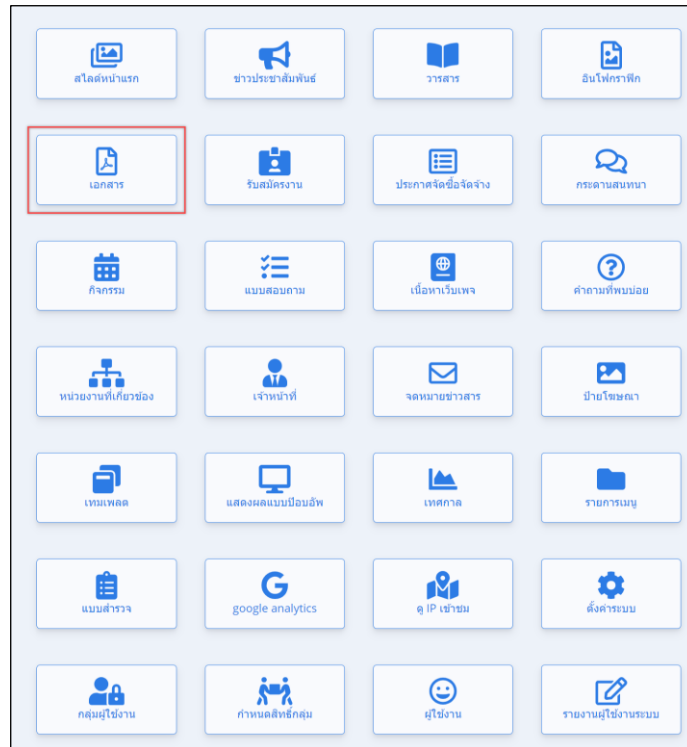 สไลด์หน้าแรก
ข่าวประชาสัมพันธ์
วารสาร
อินโฟกราฟิก
เอกสาร
รับสมัครงาน
ประกาศจัดซื้อจัดจ้าง
กระดานสนทนา
กิจกรรม
แบบสอบถาม
เนื้อหาเว็บเพจ
คำถามที่พบบ่อย
หน่วยงานที่เกี่ยวข้อง
เจ้าหน้าที่
จดหมายข่าวสาร
ป้ายโฆษณา
เทมเพลต
แสดงผลแบบป๊อบอัพ
เทศกาล
รายการเมนู
แบบสำรวจ
google analytics
ดู IP เข้าชม
ตั้งค่าระบบ
กลุ่มผู้ใช้งาน
กำหนดสิทธิ์กลุ่ม
ผู้ใช้งาน
รายงานผู้ใช้งานระบบ